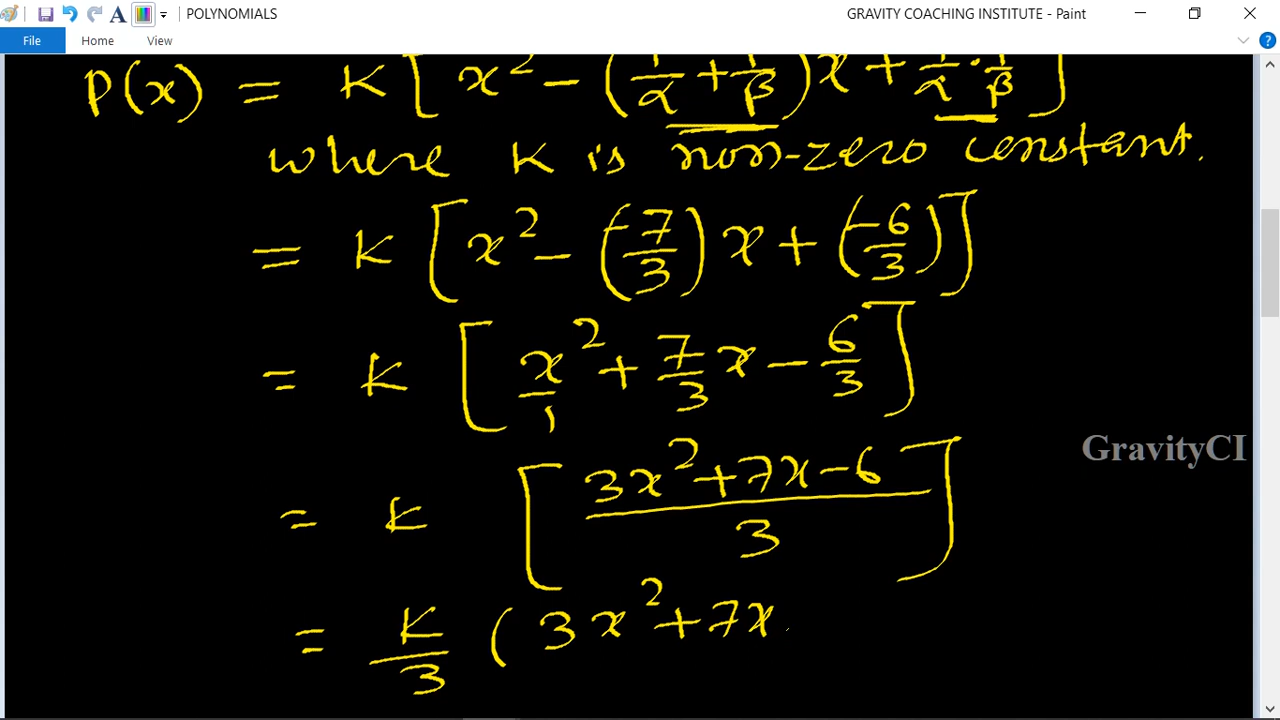 POLYNOMIALS
GRAVITY COACHING INSTITUTE - Paint
File Home View
P(x) = K[x² - (1/α + 1/β)x + 1/α · 1/β]
where K is non-zero constant.
= K [x² - (-7/3)x + (-6/3)]
= K [x²/1 + 7/3 x - 6/3]
GravityCI
= K [(3x² + 7x - 6)/3]
= K/3 (3x² + 7x